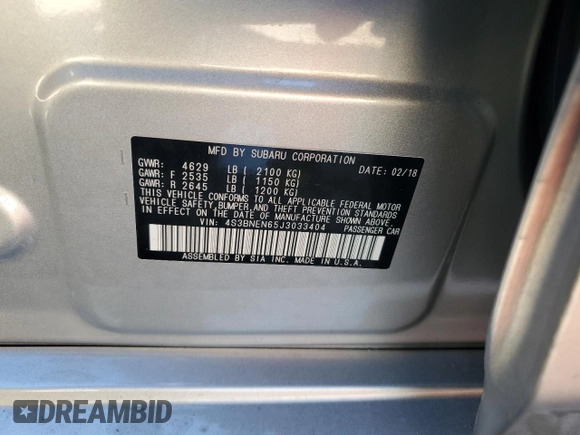 MFD BY SUBARU CORPORATION
GVWR: 4629 LB ( 2100 KG) DATE: 02/18
GAWR: F 2535 LB ( 1150 KG)
GAWR: R 2645 LB ( 1200 KG)
THIS VEHICLE CONFORMS TO ALL APPLICABLE FEDERAL MOTOR
VEHICLE SAFETY,BUMPER,AND THEFT PREVENTION STANDARDS
IN EFFECT ON THE DATE OF MANUFACTURE SHOWN ABOVE.
VIN: 4S3BNEN65J3033404 PASSENGER CAR
ASSEMBLED BY SIA INC. MADE IN U.S.A.
DREAMBID